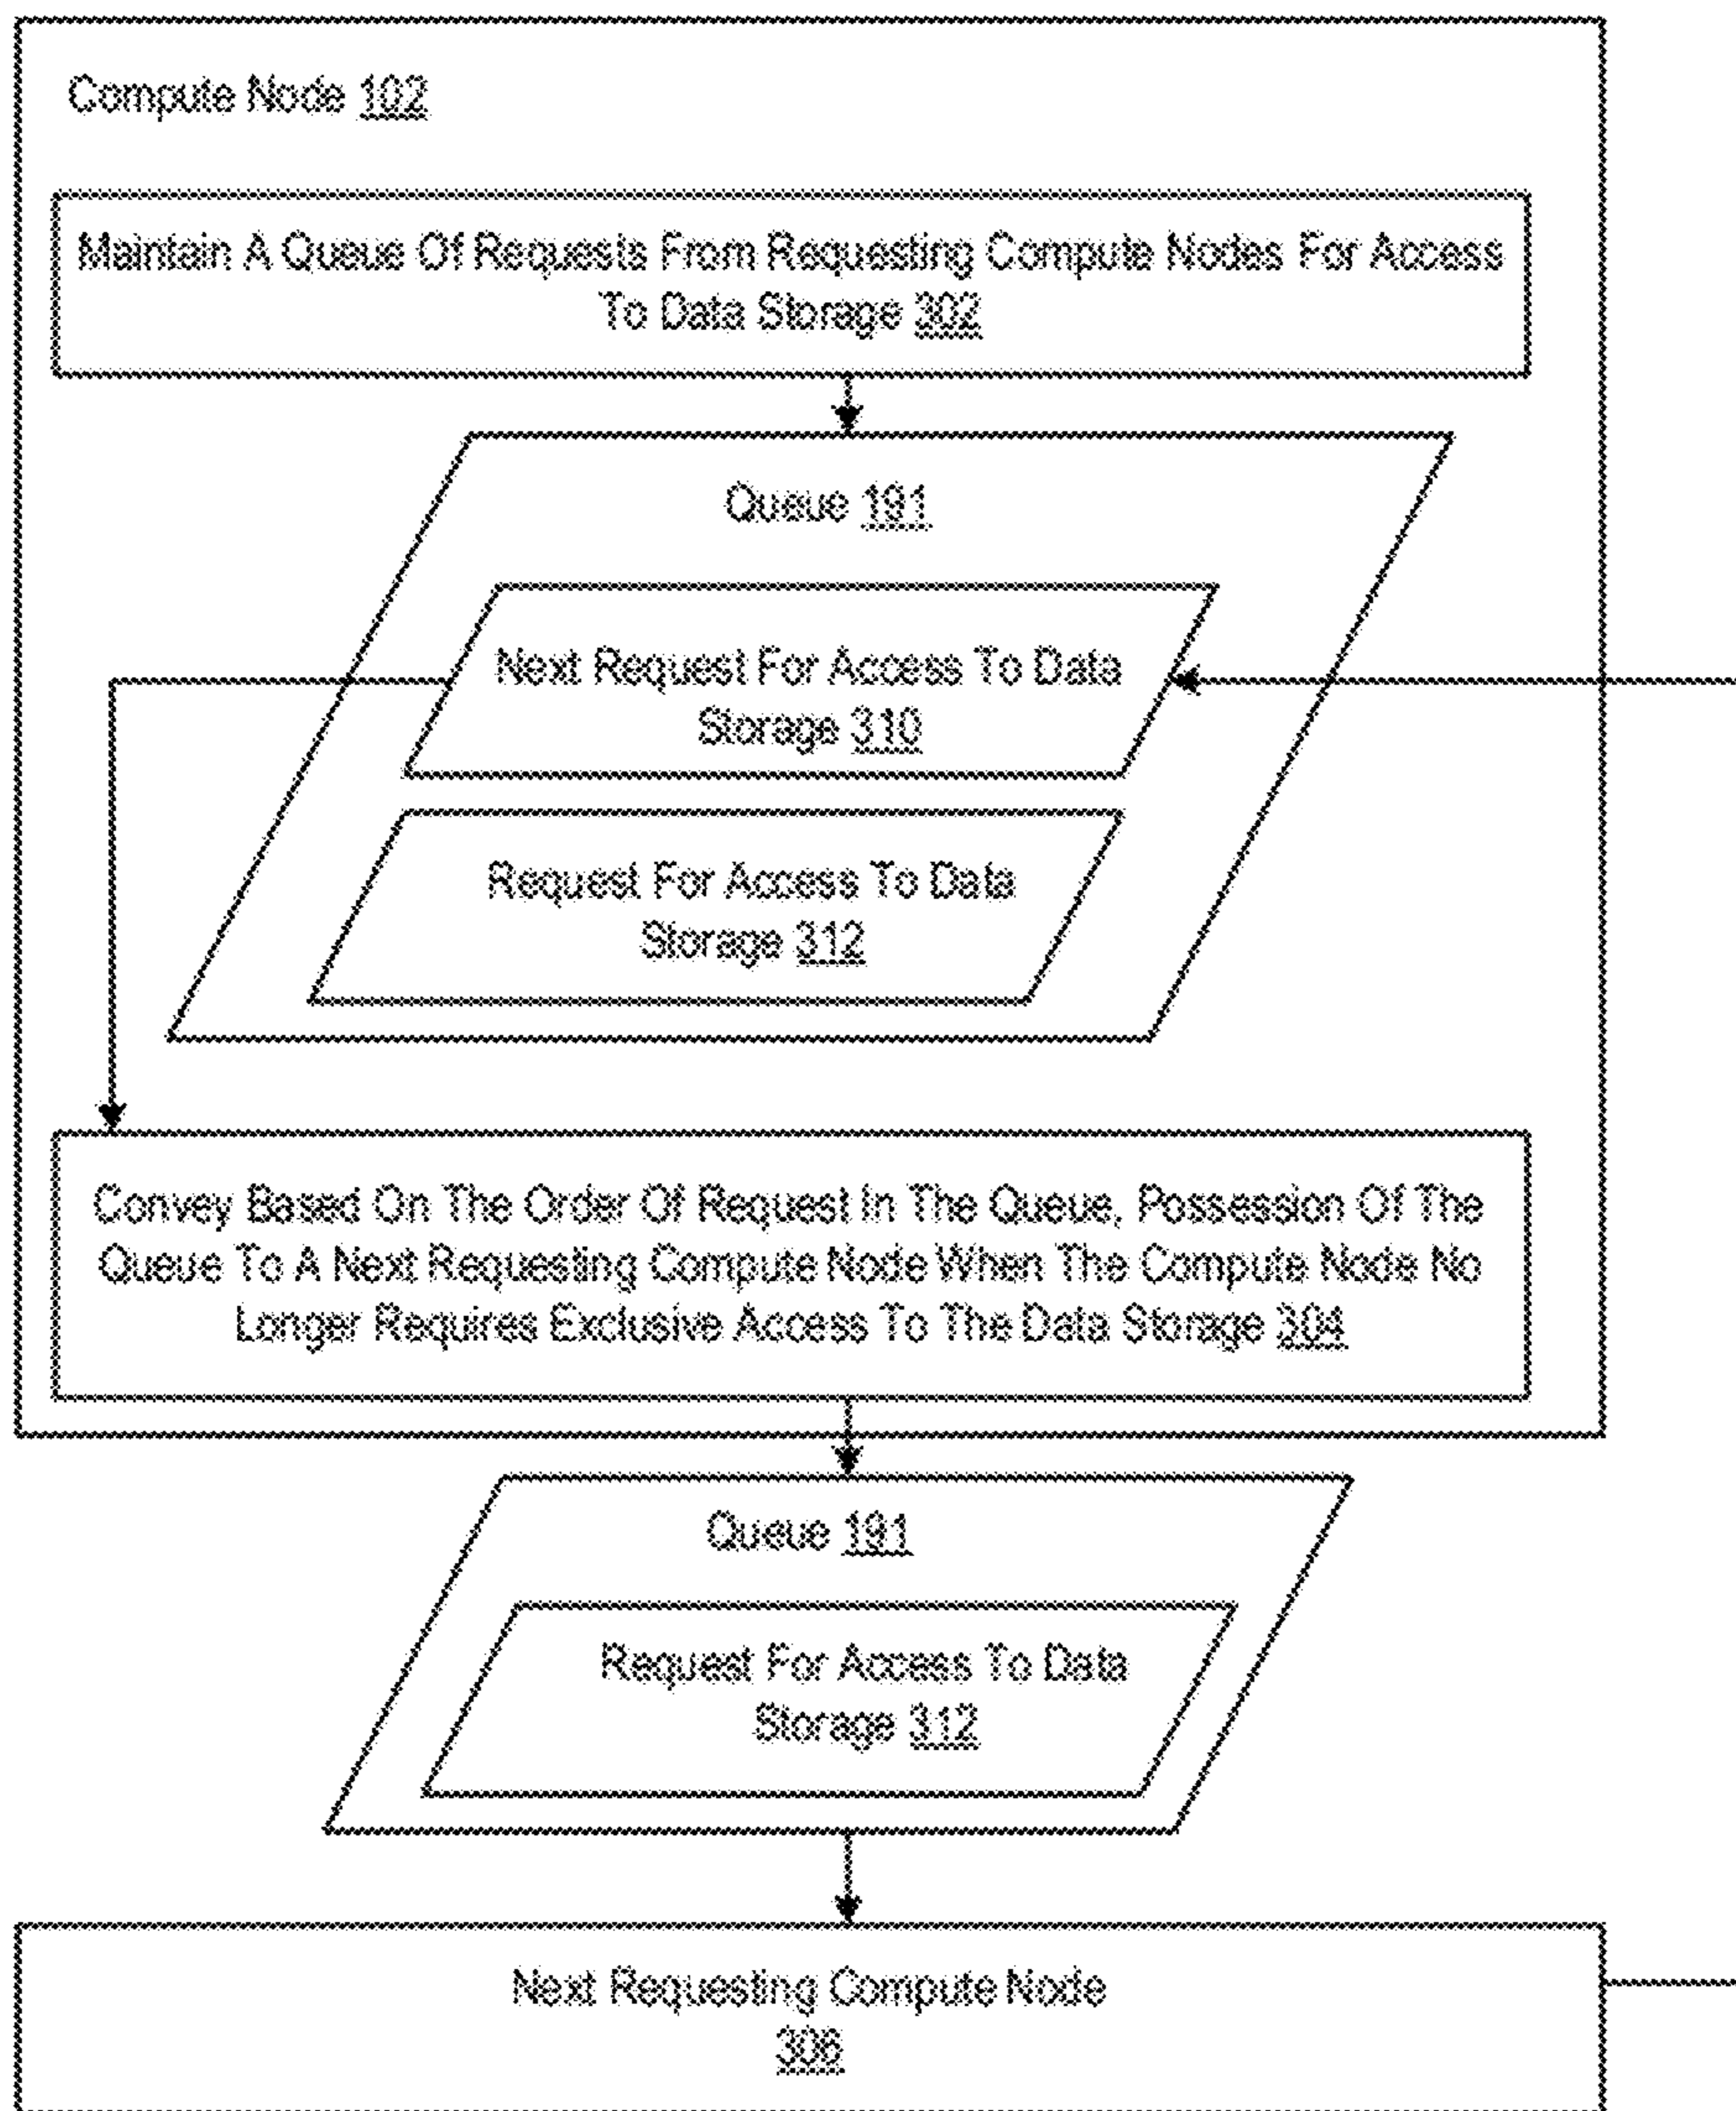 Compute Node 102
Maintain A Queue Of Requests From Requesting Compute Nodes For Access
To Data Storage 302
Queue 191
Next Request For Access To Data
Storage 310
Request For Access To Data
Storage 312
Convey Based On The Order Of Request In The Queue, Possession Of The
Queue To A Next Requesting Compute Node When The Compute Node No
Longer Requires Exclusive Access To The Data Storage 304
Queue 191
Request For Access To Data
Storage 312
Next Requesting Compute Node
306